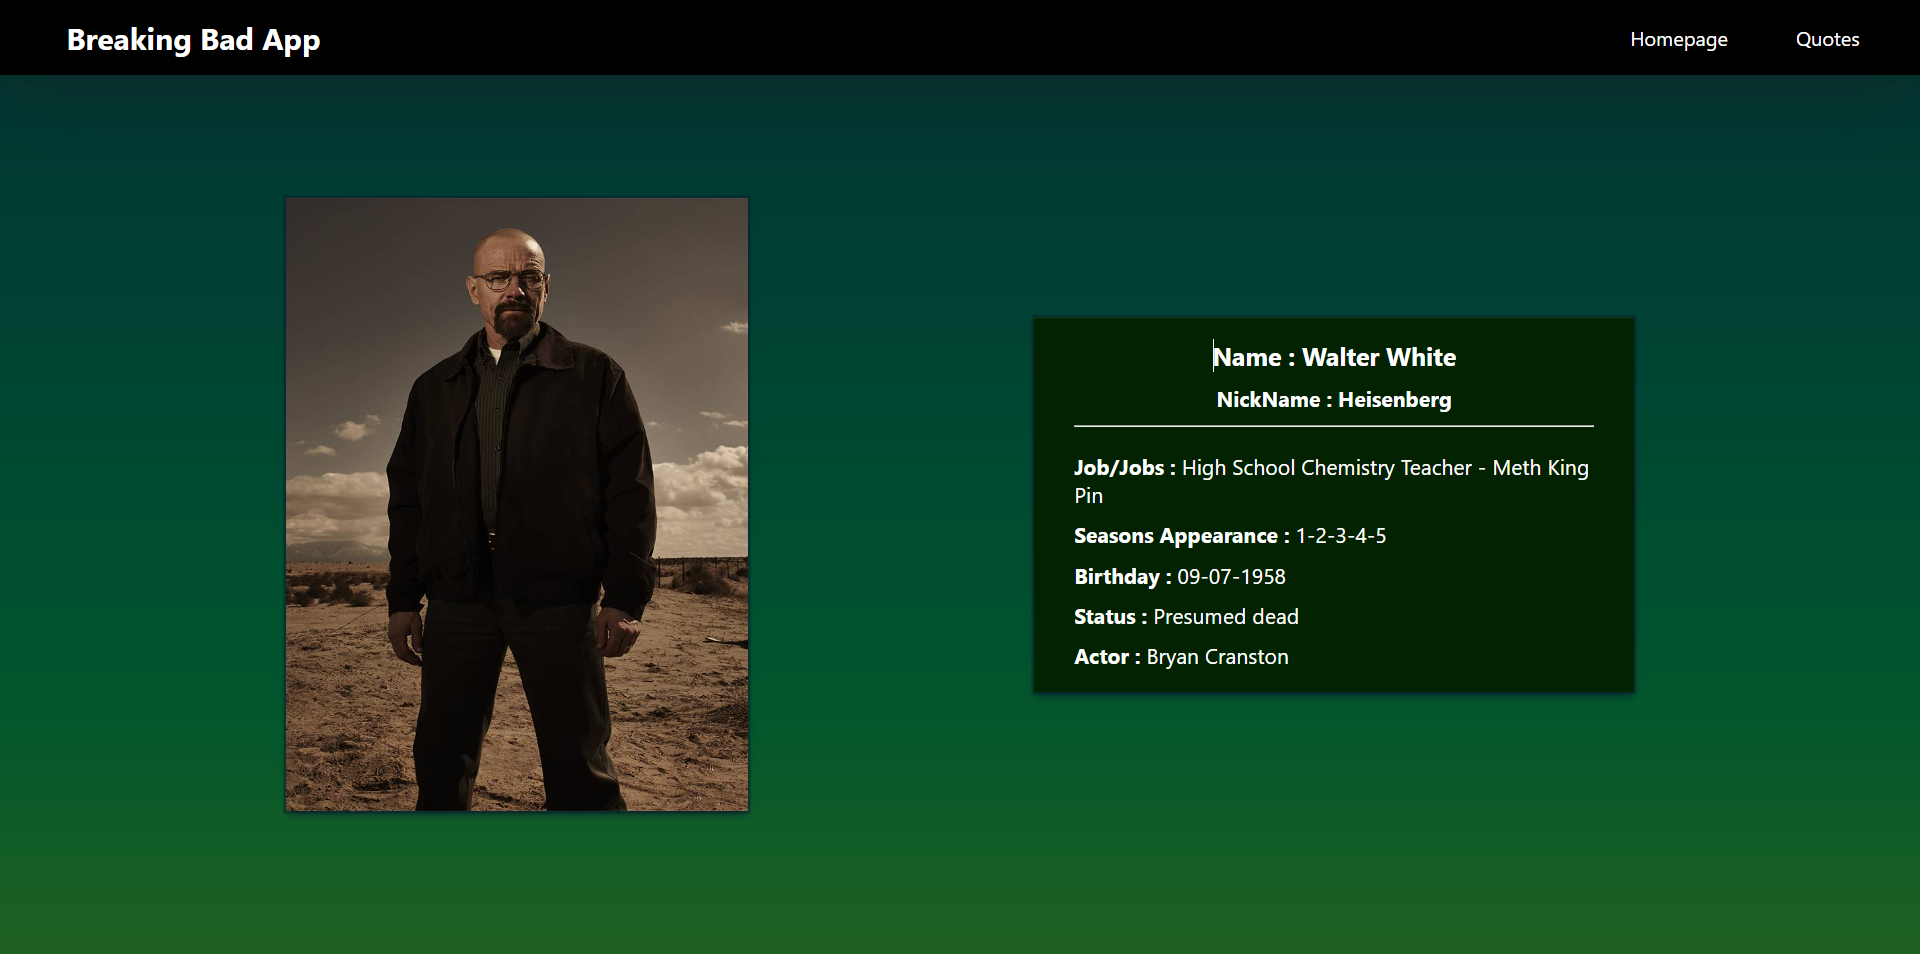 Breaking Bad App
Homepage
Quotes
Name : Walter White
NickName : Heisenberg
Job/Jobs : High School Chemistry Teacher - Meth King
Pin
Seasons Appearance : 1-2-3-4-5
Birthday : 09-07-1958
Status : Presumed dead
Actor : Bryan Cranston